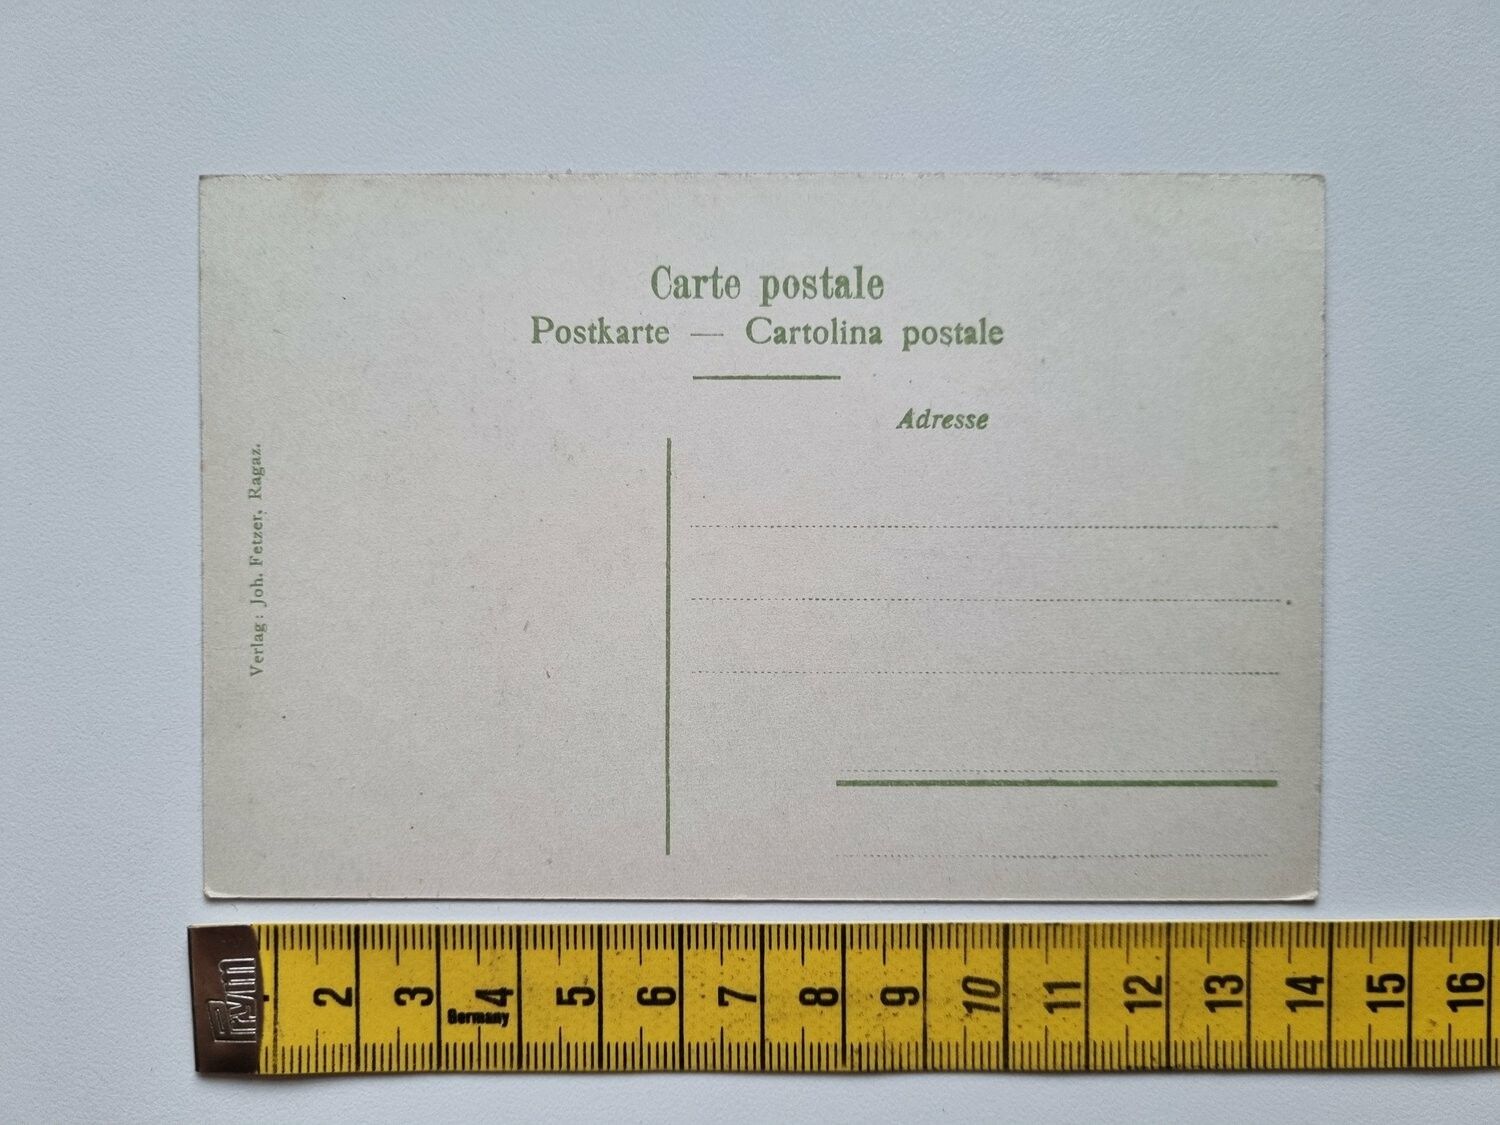 Carte postale
Postkarte — Cartolina postale
Adresse
Verlag: Joh. Fetzer, Ragaz.
2 3 4 5 6 7 8 9 10 11 12 13 14 15 16
Germany